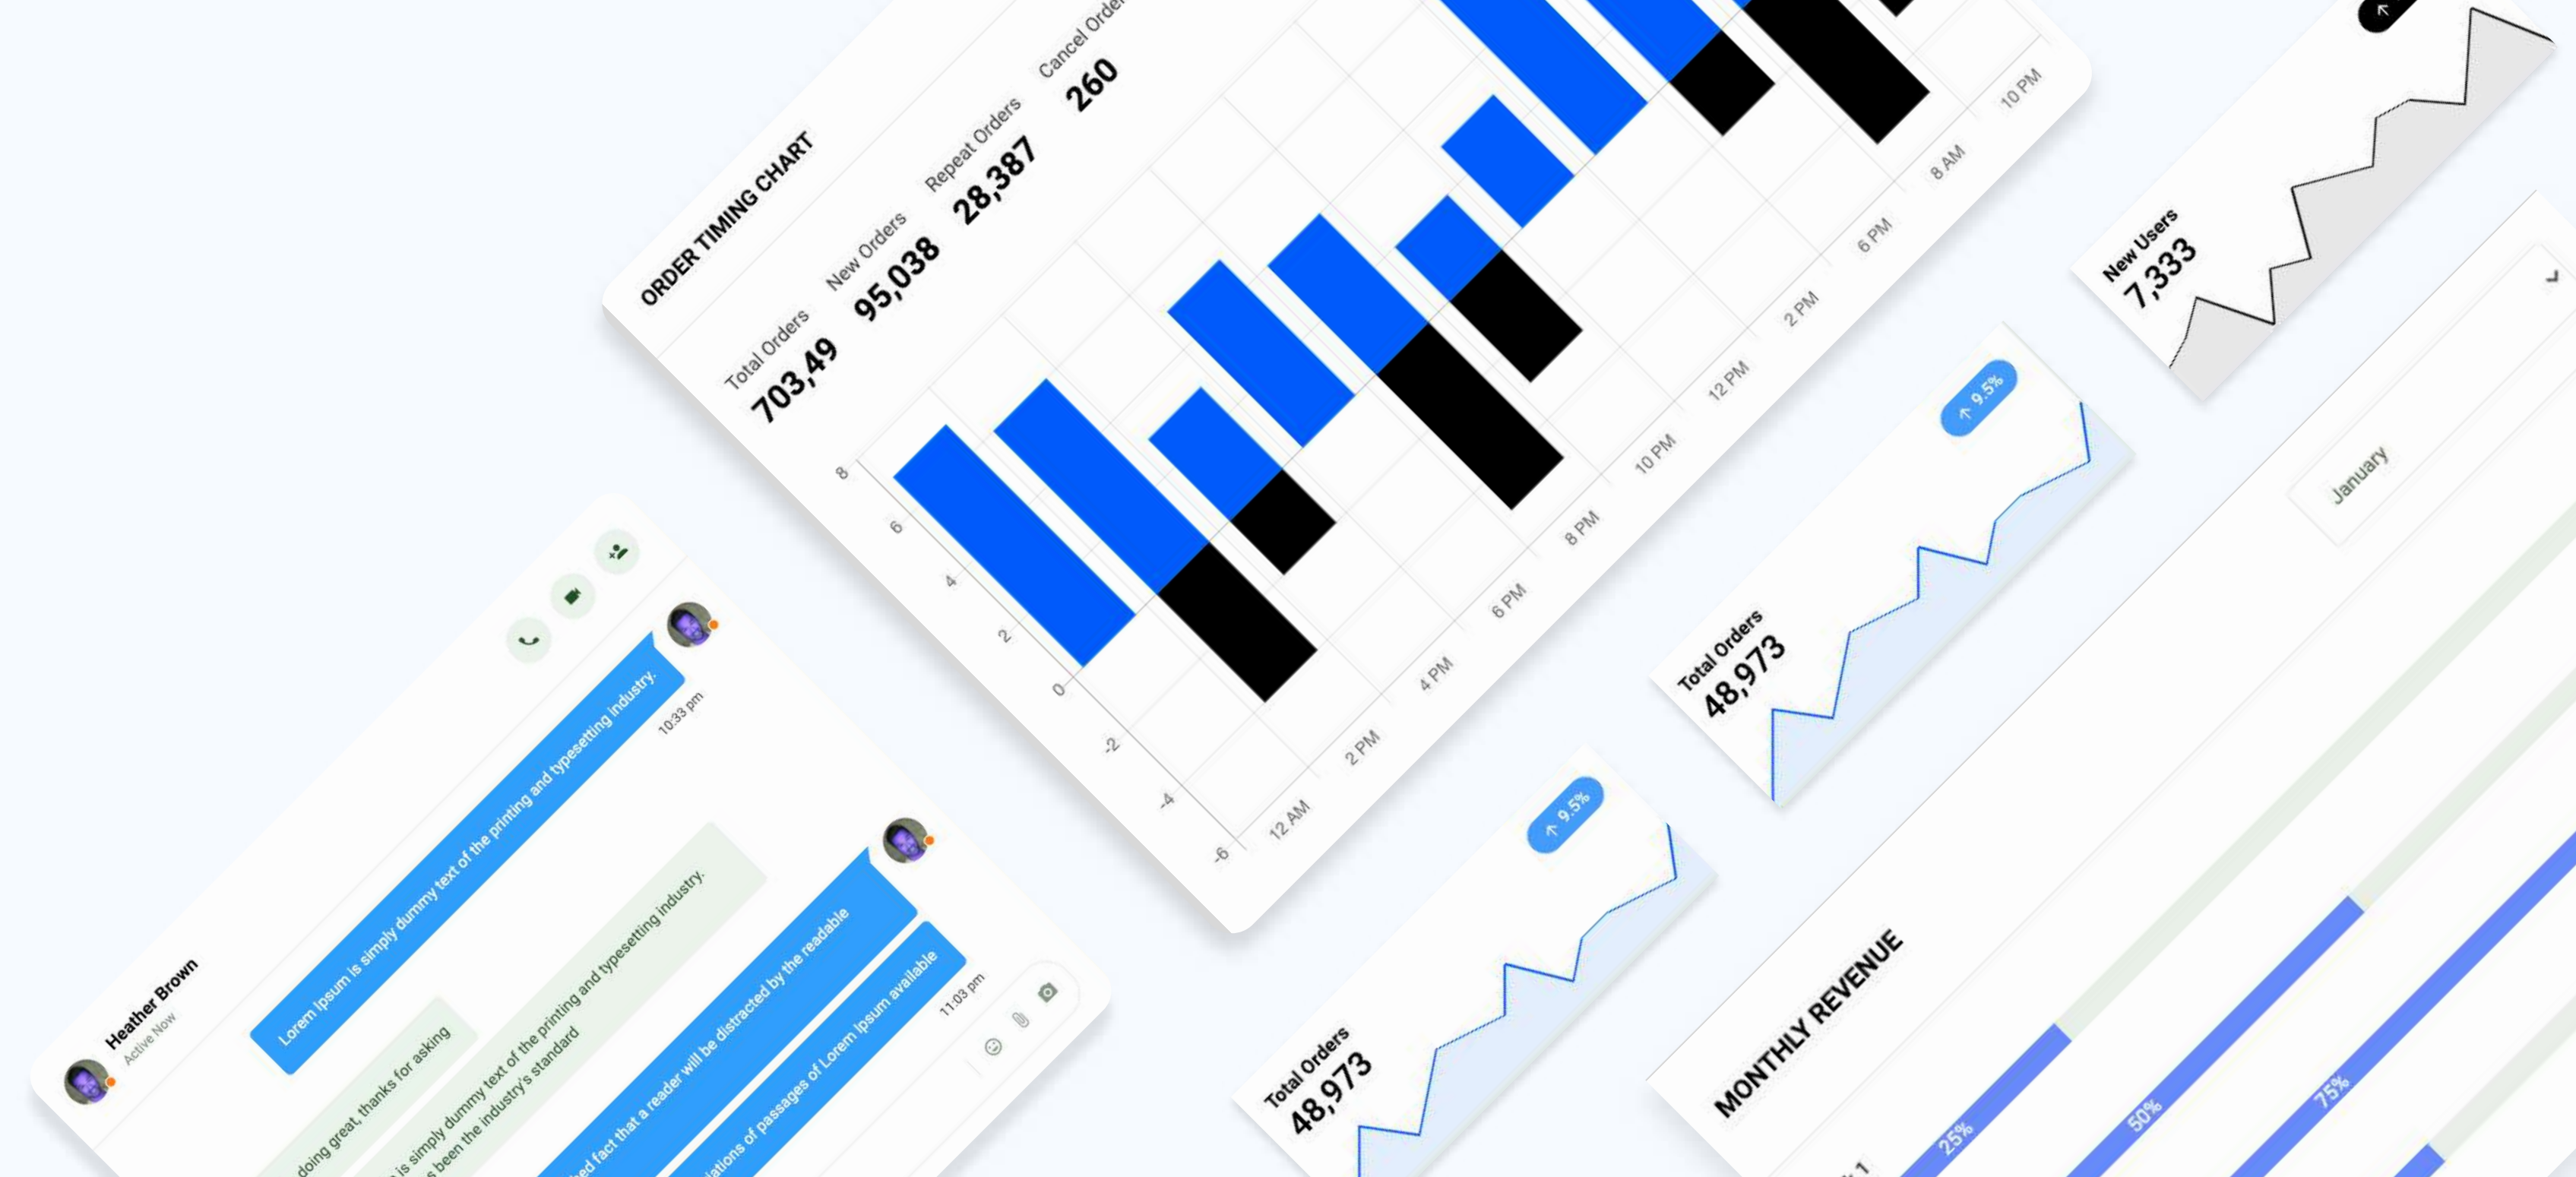 ORDER TIMING CHART
Total Orders
703,49
New Orders
95,038
Repeat Orders
28,387
Cancel
260
8
6
4
2
0
-2
-4
-6
12 AM
2 PM
4 PM
6 PM
8 PM
10 PM
12 PM
2 PM
6 PM
8 AM
10 PM
Heather Brown
Active Now
Lorem Ipsum is simply dummy text of the printing and typesetting industry.
10:33 pm
doing great, thanks for asking
is simply dummy text of the printing and typesetting industry.
been the industry's standard
fact that a reader will be distracted by the readable
of passages of Lorem Ipsum available
11:03 pm
Total Orders
48,973
9.5%
Total Orders
48,973
9.5%
New Users
7,333
MONTHLY REVENUE
January
1
25%
50%
75%